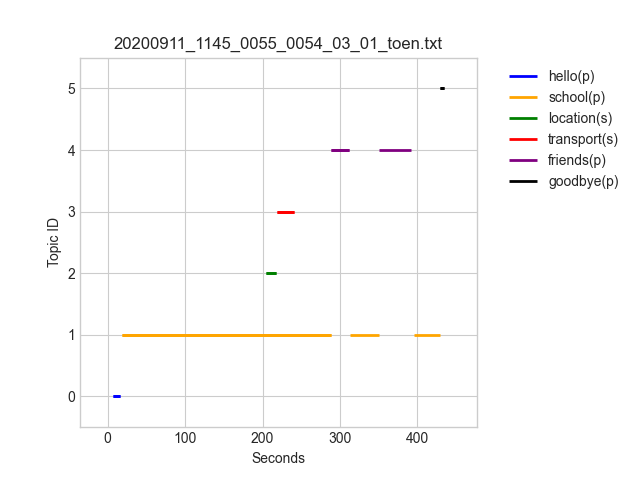 20200911_1145_0055_0054_03_01_toen.txt
hello(p)
school(p)
location(s)
transport(s)
friends(p)
goodbye(p)
Topic ID
5
4
3
2
1
0
0 100 200 300 400
Seconds